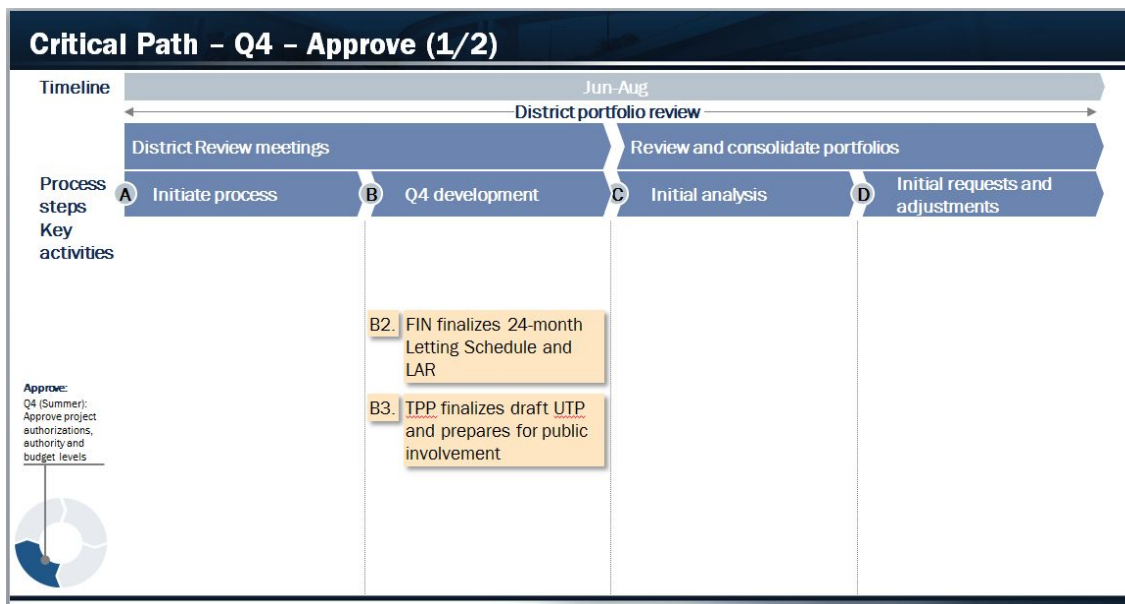 Critical Path – Q4 – Approve (1/2)
Timeline
Jun-Aug
District portfolio review
District Review meetings
Review and consolidate portfolios
Process
steps
A
Initiate process
B
Q4 development
C
Initial analysis
D
Initial requests and
adjustments
Key
activities
B2.
FIN finalizes 24-month
Letting Schedule and
LAR
B3.
TPP finalizes draft UTP
and prepares for public
involvement
Approve:
Q4 (Summer):
Approve project
authorizations,
authority and
budget levels